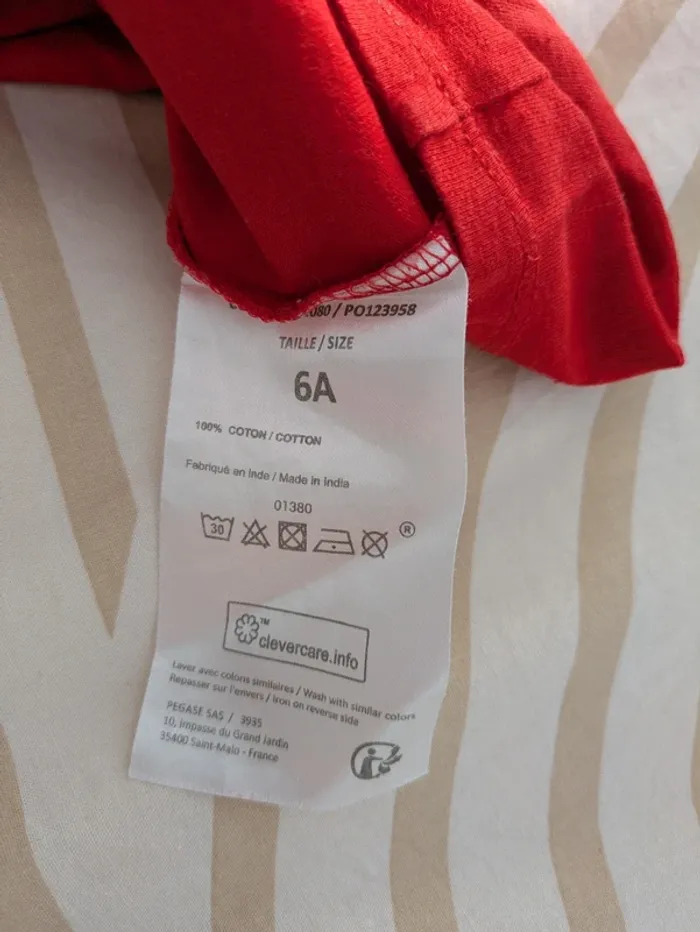 080 / PO123958
TAILLE / SIZE
6A
100% COTON / COTTON
Fabriqué en Inde / Made in India
01380
30
®
™
clevercare.info
Laver avec coloris similaires / Wash with similar colors
Repasser sur l'envers / Iron on reverse side
PEGASE SAS / 3935
10, impasse du Grand Jardin
35400 Saint-Malo - France